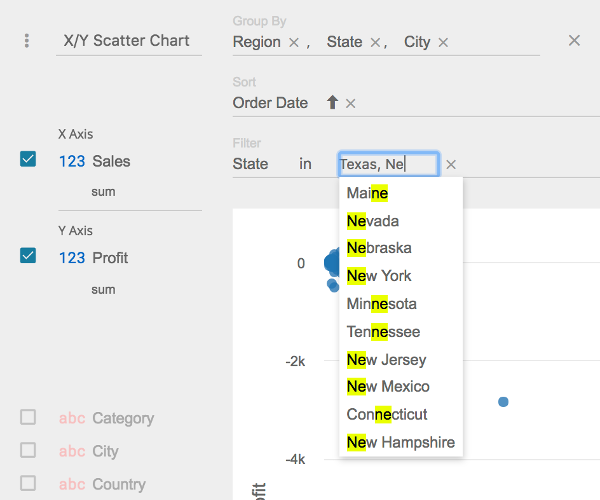 Group By
X/Y Scatter Chart
Region × , State × , City ×
×
Sort
Order Date ×
X Axis
123 Sales
sum
Filter
State in Texas, Ne ×
Maine
Nevada
Nebraska
New York
Minnesota
Tennessee
New Jersey
New Mexico
Connecticut
New Hampshire
Y Axis
123 Profit
sum
0
-2k
-4k
abc Category
abc City
abc Country